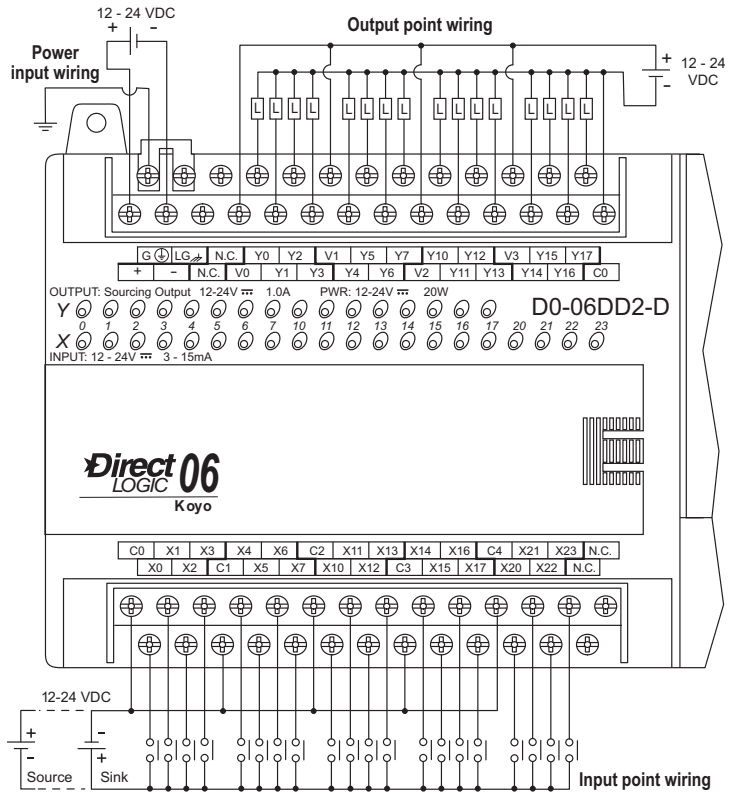 12 - 24 VDC
+ -
Power
input wiring
Output point wiring
+
-
12 - 24
VDC
L L L L L L L L L L L L L L L L
G LG N.C. Y0 Y2 V1 Y5 Y7 Y10 Y12 V3 Y15 Y17
+ - N.C. V0 Y1 Y3 Y4 Y6 V2 Y11 Y13 Y14 Y16 C0
OUTPUT: Sourcing Output 12-24V 1.0A PWR: 12-24V 20W
Y
D0-06DD2-D
0 1 2 3 4 5 6 7 10 11 12 13 14 15 16 17 20 21 22 23
X
INPUT: 12 - 24V 3 - 15mA
Direct
LOGIC 06
Koyo
C0 X1 X3 X4 X6 C2 X11 X13 X14 X16 C4 X21 X23 N.C.
X0 X2 C1 X5 X7 X10 X12 C3 X15 X17 X20 X22 N.C.
12-24 VDC
+ -
- +
Source Sink
Input point wiring